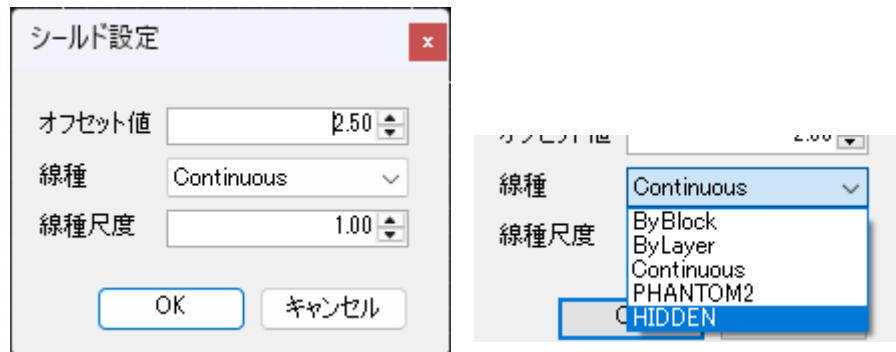 シールド設定
x
オフセット値 2.50
線種 Continuous
線種尺度 1.00
OK キャンセル
線種 Continuous
ByBlock
ByLayer
線種尺度
Continuous
PHANTOM2
HIDDEN